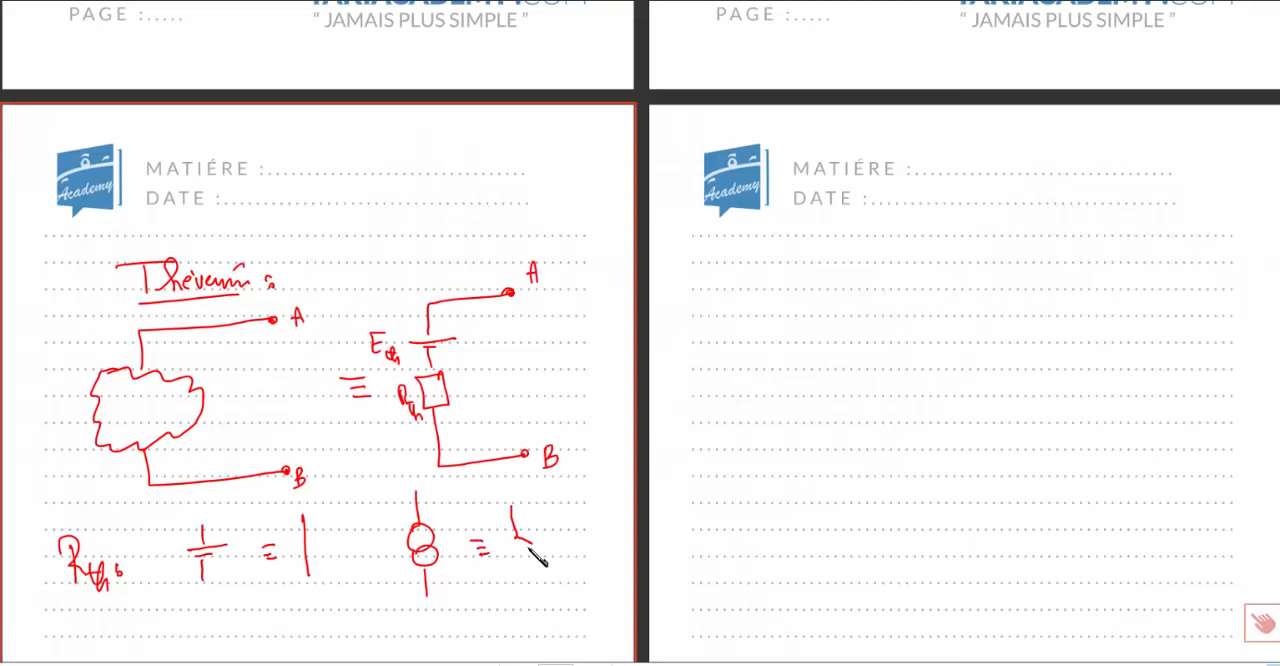 PAGE :.....
“ JAMAIS PLUS SIMPLE ”
PAGE :.....
“ JAMAIS PLUS SIMPLE ”
Academy
MATIÉRE :
DATE :
Thévenin :
A
B
≡
A
Eth
Rth
B
Rth :
≡
≡
Academy
MATIÉRE :
DATE :